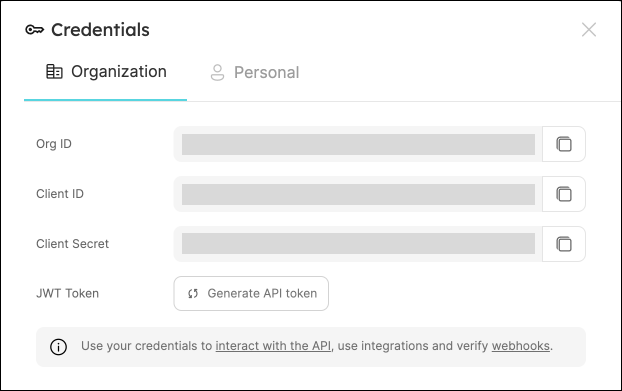 Credentials
Organization Personal
Org ID
Client ID
Client Secret
JWT Token Generate API token
Use your credentials to interact with the API, use integrations and verify webhooks.